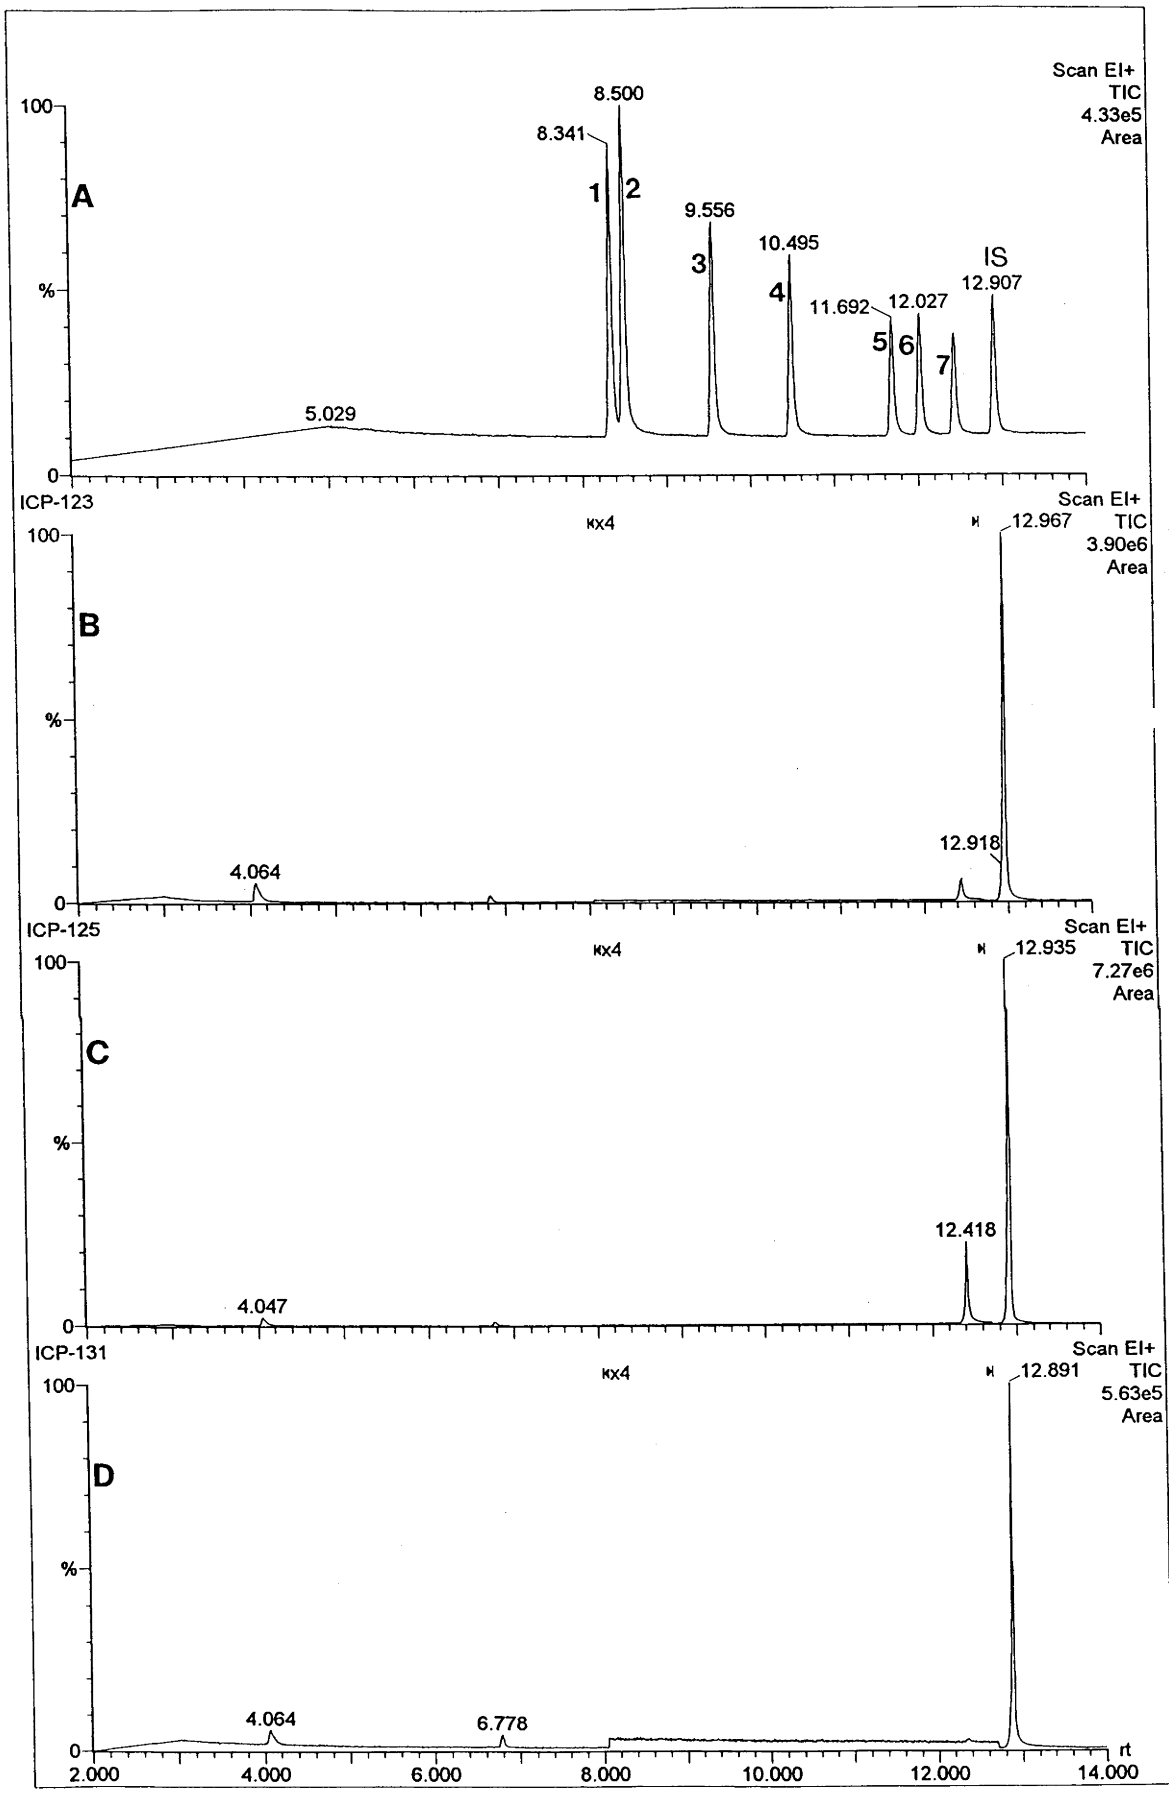 Scan EI+
TIC
4.33e5
Area
100
8.500
8.341
A
1
2
9.556
3
10.495
4
IS
12.907
%
11.692
12.027
5
6
7
5.029
0
ICP-123
Scan EI+
TIC
3.90e6
Area
x4
12.967
100
B
%
12.918
4.064
0
ICP-125
Scan EI+
TIC
7.27e6
Area
x4
12.935
100
C
%
12.418
4.047
0
ICP-131
Scan EI+
TIC
5.63e5
Area
x4
12.891
100
D
%
4.064
6.778
0
rt
2.000 4.000 6.000 8.000 10.000 12.000 14.000